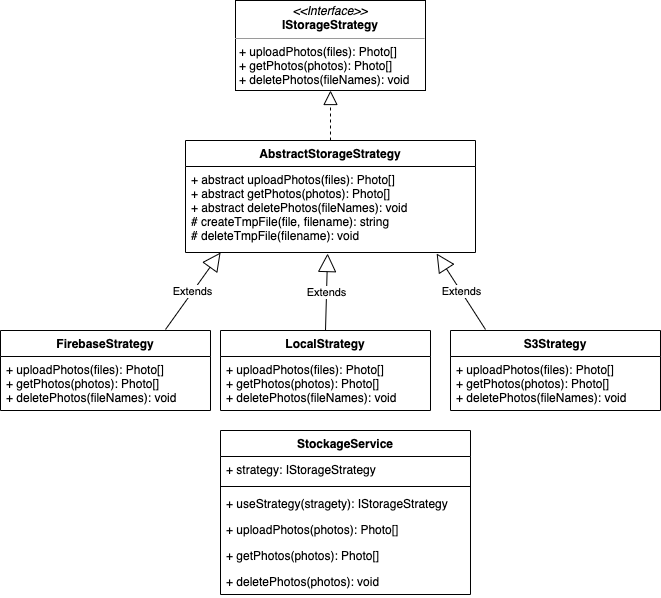 <<Interface>>
IStorageStrategy
+ uploadPhotos(files): Photo[]
+ getPhotos(photos): Photo[]
+ deletePhotos(fileNames): void
AbstractStorageStrategy
+ abstract uploadPhotos(files): Photo[]
+ abstract getPhotos(photos): Photo[]
+ abstract deletePhotos(fileNames): void
# createTmpFile(file, filename): string
# deleteTmpFile(filename): void
Extends
Extends
Extends
FirebaseStrategy
+ uploadPhotos(files): Photo[]
+ getPhotos(photos): Photo[]
+ deletePhotos(fileNames): void
LocalStrategy
+ uploadPhotos(files): Photo[]
+ getPhotos(photos): Photo[]
+ deletePhotos(fileNames): void
S3Strategy
+ uploadPhotos(files): Photo[]
+ getPhotos(photos): Photo[]
+ deletePhotos(fileNames): void
StockageService
+ strategy: IStorageStrategy
+ useStrategy(stragety): IStorageStrategy
+ uploadPhotos(photos): Photo[]
+ getPhotos(photos): Photo[]
+ deletePhotos(photos): void